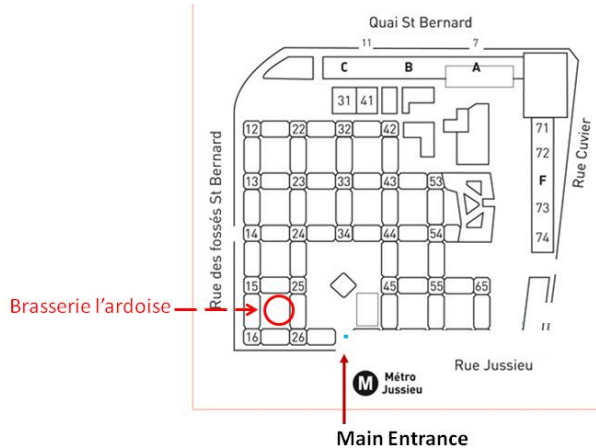 Quai St Bernard
11 7
C B A
31 41
12 22 32 42
71
72
F
73
74
13 23 33 43 53
14 24 34 44 54
15 25 45 55 65
16 26
Rue des fossés St Bernard
Rue Cuvier
Brasserie l’ardoise
Rue Jussieu
M Métro
Jussieu
Main Entrance